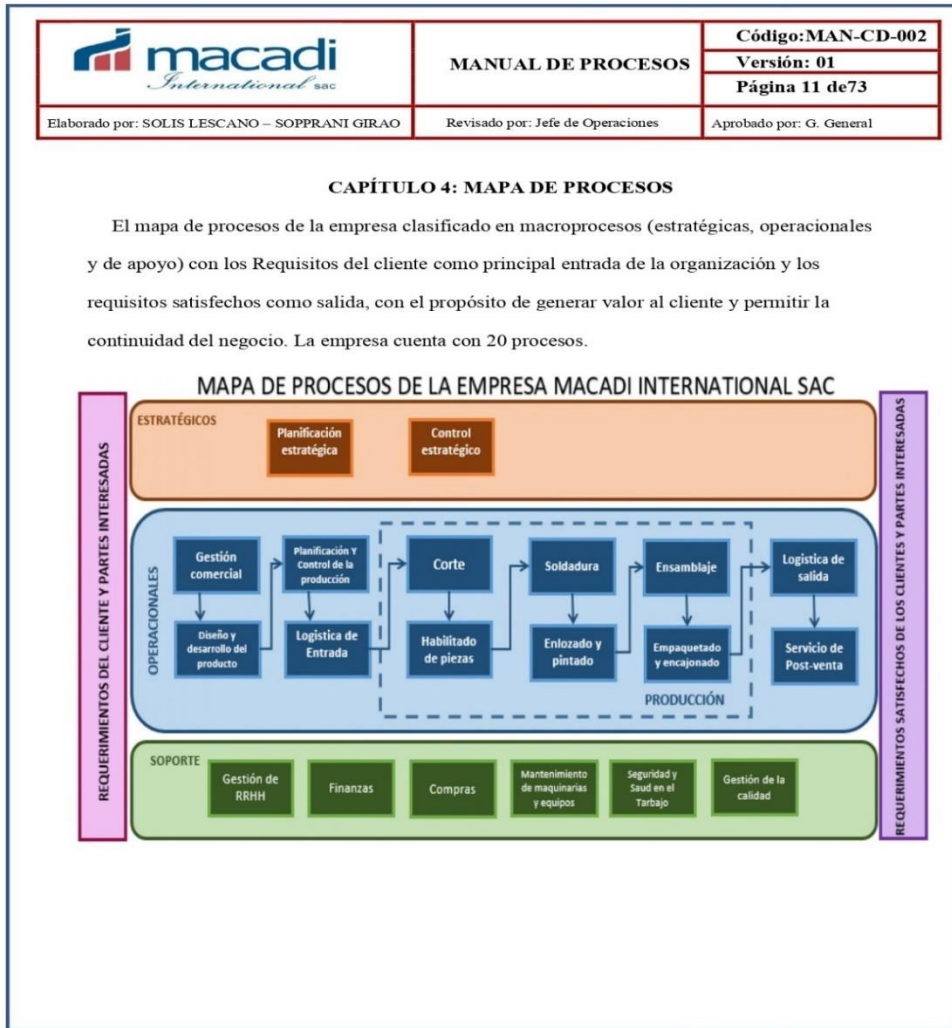 macadi
International sac
MANUAL DE PROCESOS
Código:MAN-CD-002
Versión: 01
Página 11 de73
Elaborado por: SOLIS LESCANO – SOPPRANI GIRAO
Revisado por: Jefe de Operaciones
Aprobado por: G. General
CAPÍTULO 4: MAPA DE PROCESOS
El mapa de procesos de la empresa clasificado en macroprocesos (estratégicas, operacionales
y de apoyo) con los Requisitos del cliente como principal entrada de la organización y los
requisitos satisfechos como salida, con el propósito de generar valor al cliente y permitir la
continuidad del negocio. La empresa cuenta con 20 procesos.
MAPA DE PROCESOS DE LA EMPRESA MACADI INTERNATIONAL SAC
REQUERIMIENTOS DEL CLIENTE Y PARTES INTERESADAS
ESTRATÉGICOS
Planificación
estratégica
Control
estratégico
OPERACIONALES
Gestión
comercial
Diseño y
desarrollo del
producto
Planificación Y
Control de la
producción
Logistica de
Entrada
Corte
Habilitado
de piezas
Soldadura
Enlozado y
pintado
Ensamblaje
Empaquetado
y encajonado
PRODUCCIÓN
Logistica de
salida
Servicio de
Post-venta
SOPORTE
Gestión de
RRHH
Finanzas
Compras
Mantenimiento
de maquinarias
y equipos
Seguridad y
Saud en el
Tarbajo
Gestión de la
calidad
REQUERIMIENTOS SATISFECHOS DE LOS CLIENTES Y PARTES INTERESADAS